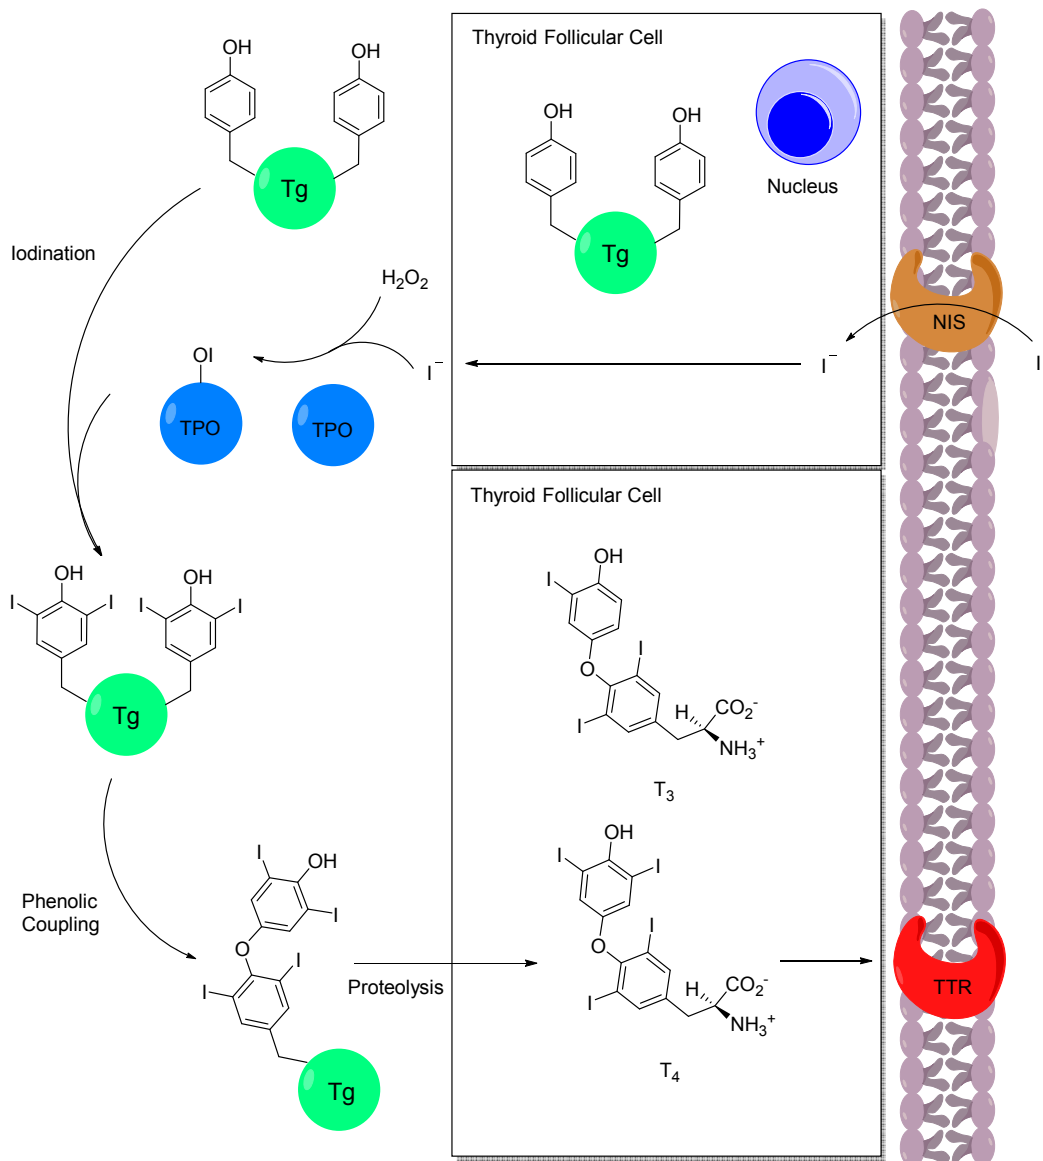 Thyroid Follicular Cell
OH
OH
Tg
OH
OH
Tg
Nucleus
Iodination
H2O2
I–
I–
NIS
I
OI
TPO
TPO
Thyroid Follicular Cell
OH
I
I
OH
I
I
Tg
OH
I
O
I
I
H
CO2-
NH3+
T3
Phenolic
Coupling
I
OH
I
O
I
I
Tg
Proteolysis
OH
I
I
O
I
I
H
CO2-
NH3+
T4
TTR